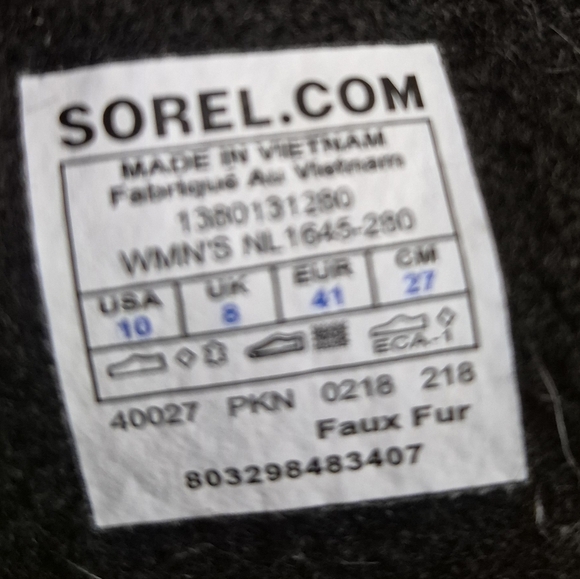 SOREL.COM
MADE IN VIETNAM
Fabriqué Au Vietnam
1380131280
WMN'S NL1645-280
USA UK EUR CM
10 8 41 27
ECA-1
40027 PKN 0218 218
Faux Fur
803298483407